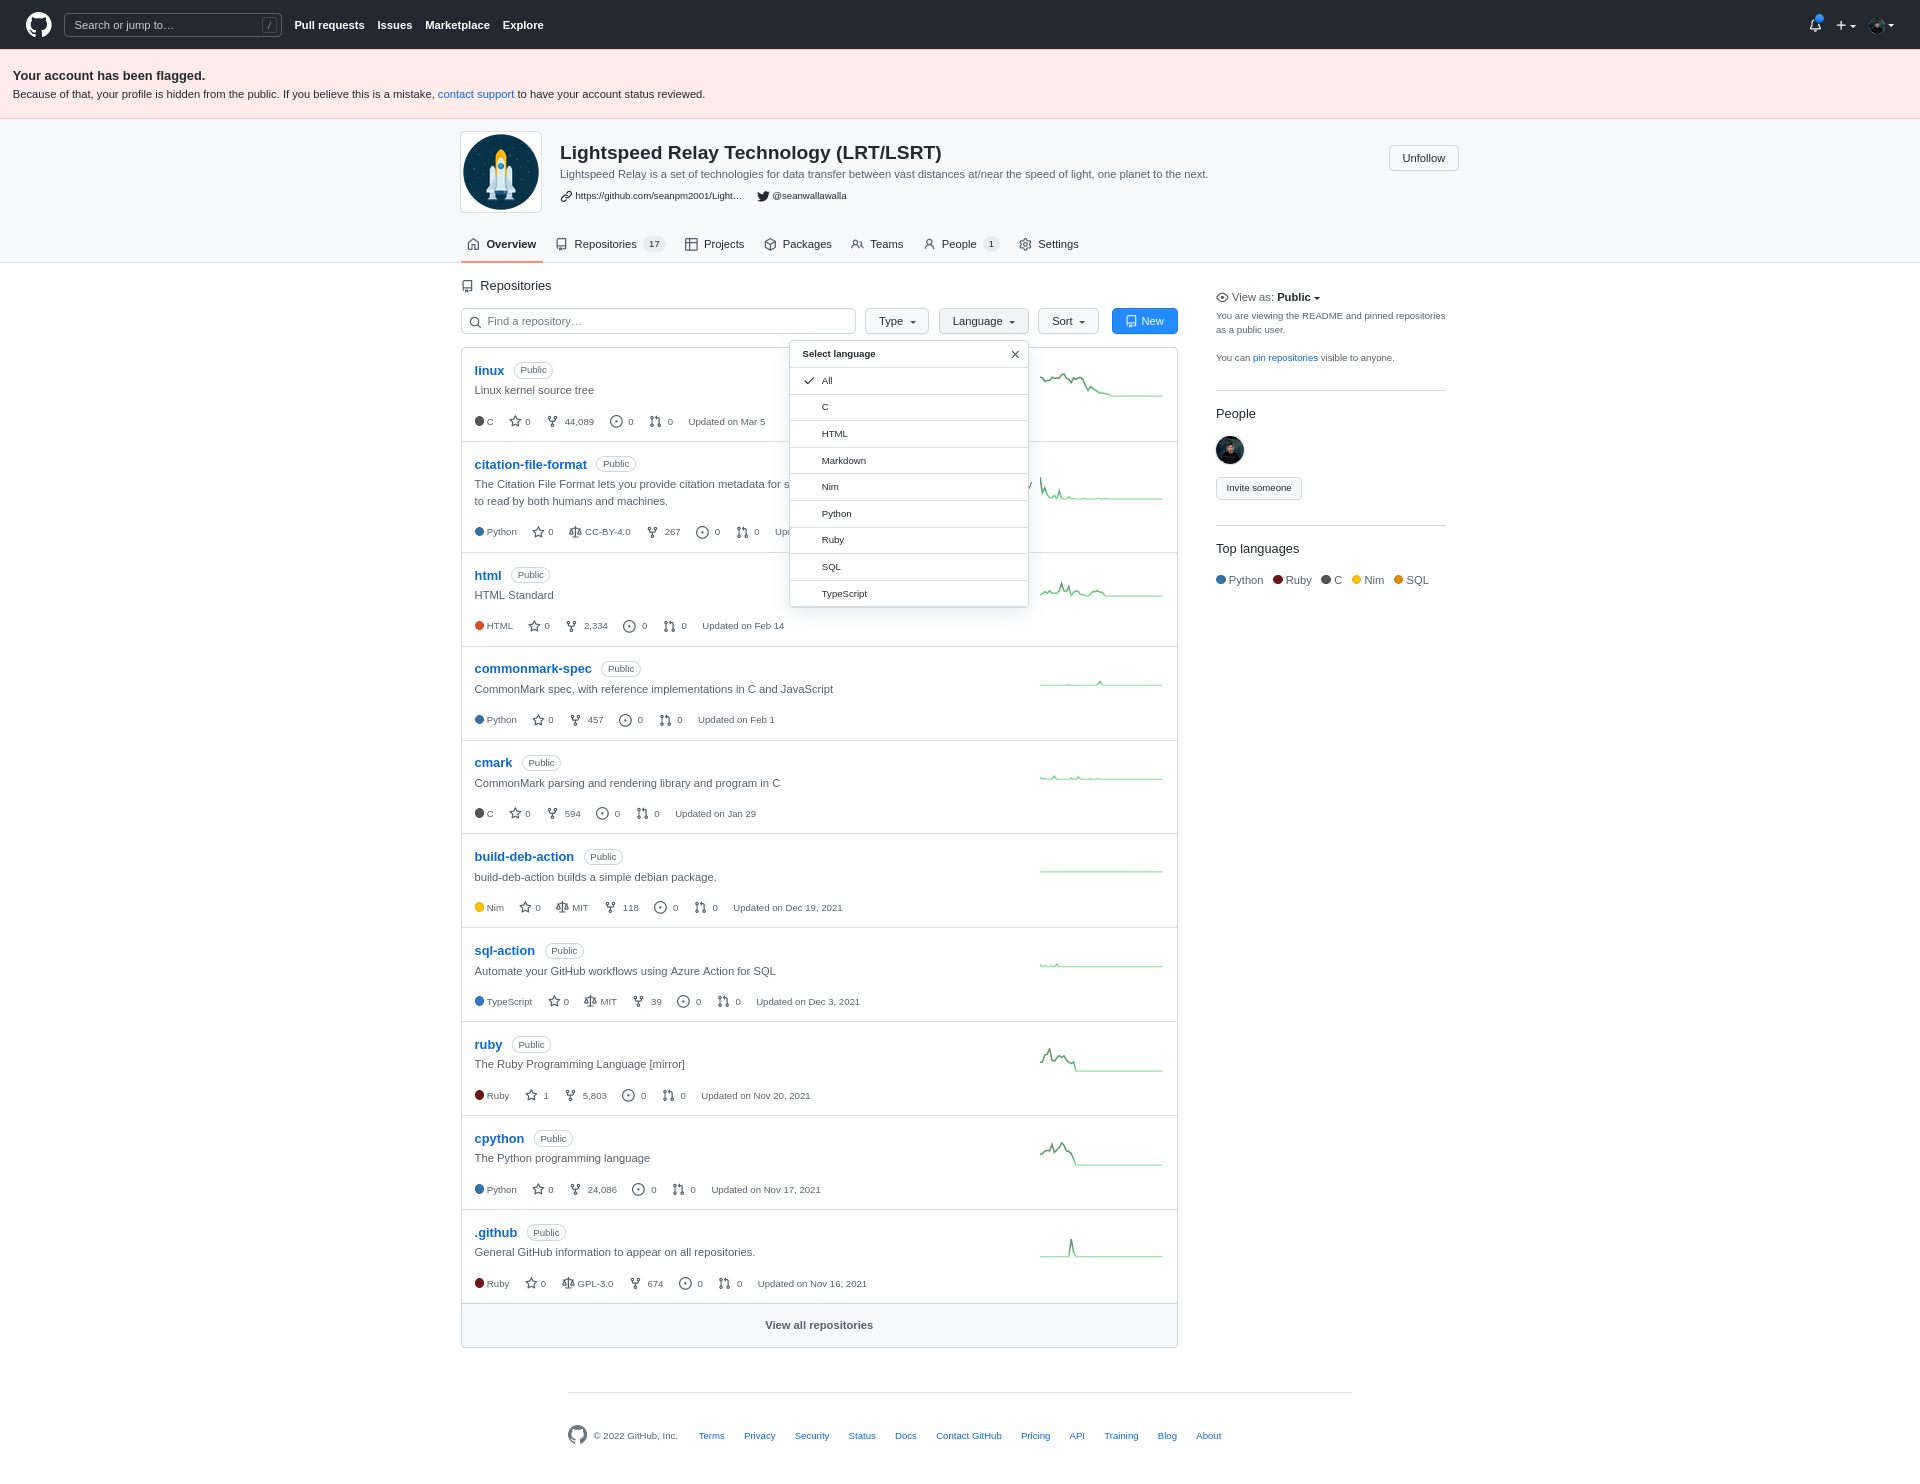 Search or jump to… /
Pull requests Issues Marketplace Explore
Your account has been flagged.
Because of that, your profile is hidden from the public. If you believe this is a mistake, contact support to have your account status reviewed.
Lightspeed Relay Technology (LRT/LSRT)
Unfollow
Lightspeed Relay is a set of technologies for data transfer between vast distances at/near the speed of light, one planet to the next.
https://github.com/seanpm2001/Light… @seanwallawalla
Overview Repositories 17 Projects Packages Teams People 1 Settings
Repositories
Find a repository… Type Language Sort New
Select language
All
C
HTML
Markdown
Nim
Python
Ruby
SQL
TypeScript
linux Public
Linux kernel source tree
C 0 44,089 0 0 Updated on Mar 5
citation-file-format Public
The Citation File Format lets you provide citation metadata for s y
to read by both humans and machines.
Python 0 CC-BY-4.0 267 0 0 Up
html Public
HTML Standard
HTML 0 2,334 0 0 Updated on Feb 14
commonmark-spec Public
CommonMark spec, with reference implementations in C and JavaScript
Python 0 457 0 0 Updated on Feb 1
cmark Public
CommonMark parsing and rendering library and program in C
C 0 594 0 0 Updated on Jan 29
build-deb-action Public
build-deb-action builds a simple debian package.
Nim 0 MIT 118 0 0 Updated on Dec 19, 2021
sql-action Public
Automate your GitHub workflows using Azure Action for SQL
TypeScript 0 MIT 39 0 0 Updated on Dec 3, 2021
ruby Public
The Ruby Programming Language [mirror]
Ruby 1 5,803 0 0 Updated on Nov 20, 2021
cpython Public
The Python programming language
Python 0 24,086 0 0 Updated on Nov 17, 2021
.github Public
General GitHub information to appear on all repositories.
Ruby 0 GPL-3.0 674 0 0 Updated on Nov 16, 2021
View all repositories
View as: Public
You are viewing the README and pinned repositories
as a public user.
You can pin repositories visible to anyone.
People
Invite someone
Top languages
Python Ruby C Nim SQL
© 2022 GitHub, Inc. Terms Privacy Security Status Docs Contact GitHub Pricing API Training Blog About